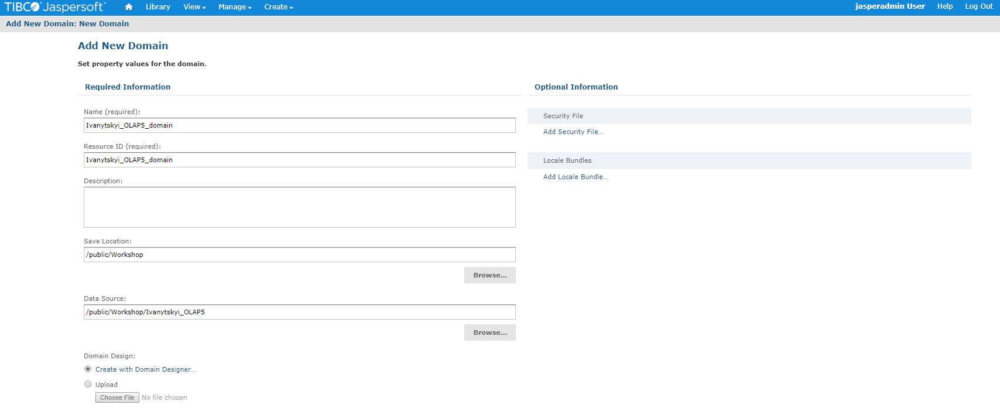 TIBCO Jaspersoft® Library View Manage Create jasperadmin User Help Log Out
Add New Domain: New Domain
Add New Domain
Set property values for the domain.
Required Information
Name (required):
Ivanytskyi_OLAP5_domain
Resource ID (required):
Ivanytskyi_OLAP5_domain
Description:
Save Location:
/public/Workshop
Browse...
Data Source:
/public/Workshop/Ivanytskyi_OLAP5
Browse...
Domain Design:
Create with Domain Designer...
Upload
Choose File No file chosen
Optional Information
Security File
Add Security File...
Locale Bundles
Add Locale Bundle...